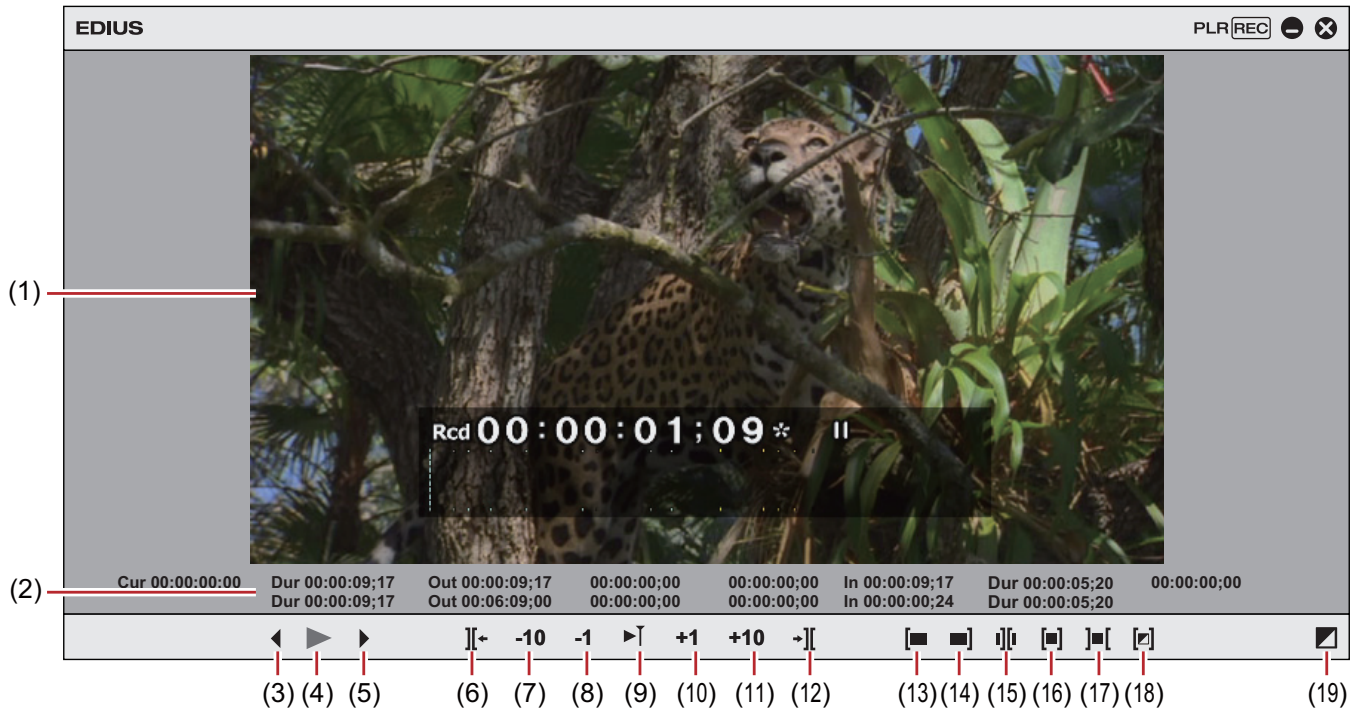 EDIUS PLR REC
(1)
Rcd 00:00:01;09 *
(2)
Cur 00:00:00:00 Dur 00:00:09;17 Out 00:00:09;17 00:00:00;00 00:00:00;00 In 00:00:09;17 Dur 00:00:05;20 00:00:00;00
Dur 00:00:09;17 Out 00:06:09;00 00:00:00;00 00:00:00;00 In 00:00:00;24 Dur 00:00:05;20
-10 -1 +1 +10
(3) (4) (5) (6) (7) (8) (9) (10) (11) (12) (13) (14) (15) (16) (17) (18) (19)